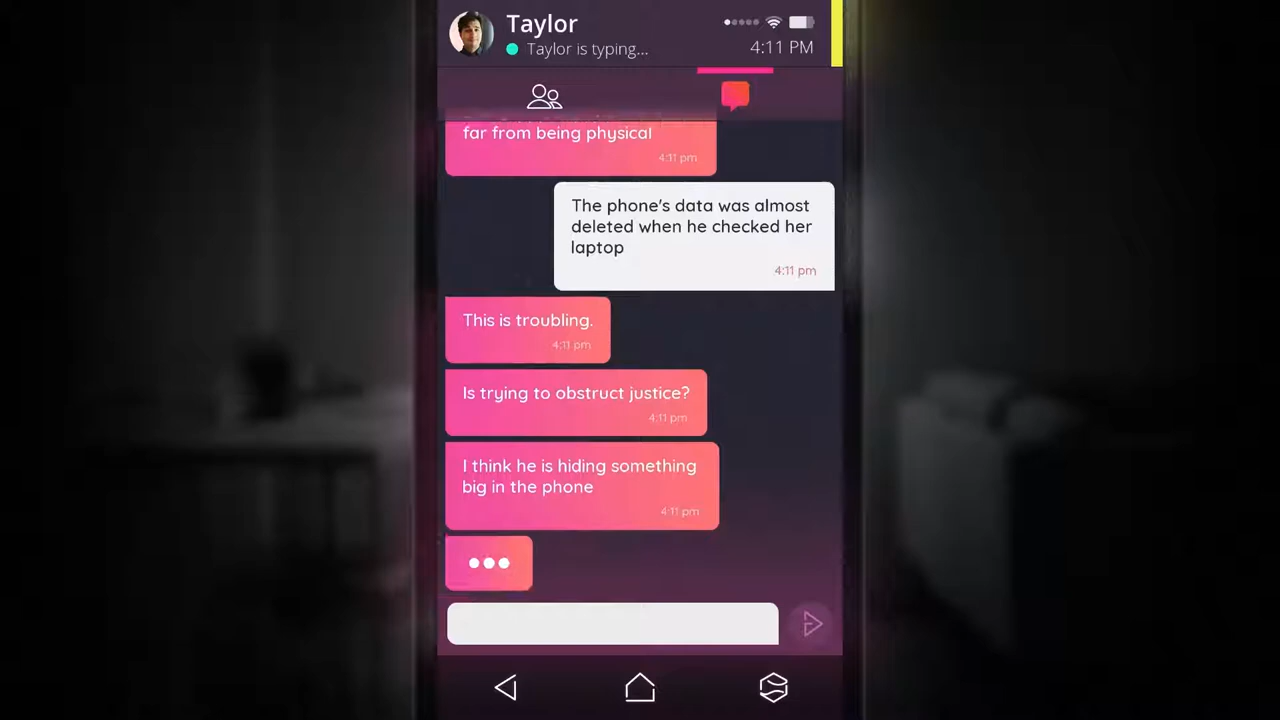 Taylor
Taylor is typing...
4:11 PM
far from being physical
4:11 pm
The phone's data was almost
deleted when he checked her
laptop
4:11 pm
This is troubling.
4:11 pm
Is trying to obstruct justice?
4:11 pm
I think he is hiding something
big in the phone
4:11 pm